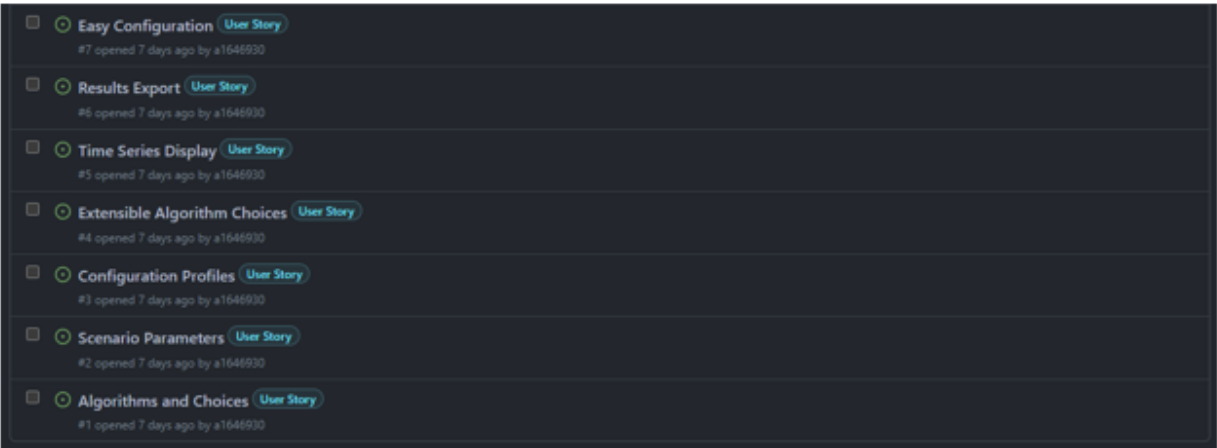 Easy Configuration User Story
#7 opened 7 days ago by a1646930
Results Export User Story
#6 opened 7 days ago by a1646930
Time Series Display User Story
#5 opened 7 days ago by a1646930
Extensible Algorithm Choices User Story
#4 opened 7 days ago by a1646930
Configuration Profiles User Story
#3 opened 7 days ago by a1646930
Scenario Parameters User Story
#2 opened 7 days ago by a1646930
Algorithms and Choices User Story
#1 opened 7 days ago by a1646930